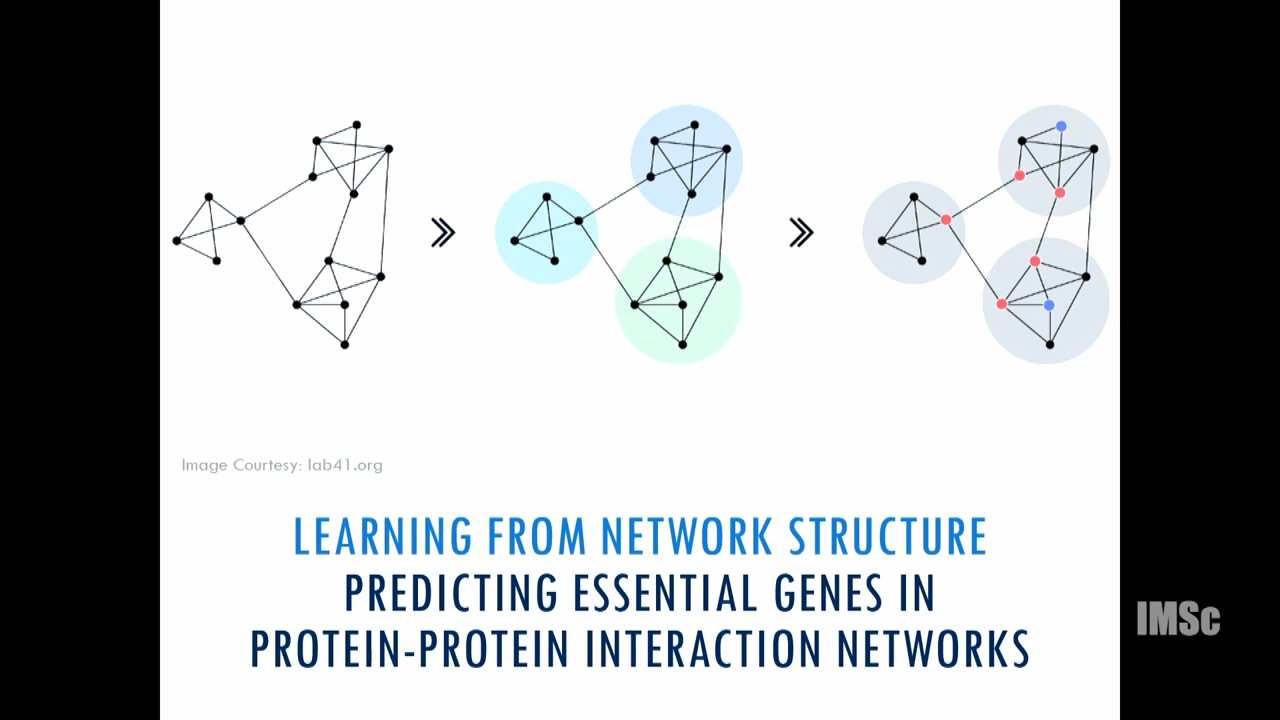 Image Courtesy: lab41.org
LEARNING FROM NETWORK STRUCTURE
PREDICTING ESSENTIAL GENES IN
PROTEIN-PROTEIN INTERACTION NETWORKS
IMSc